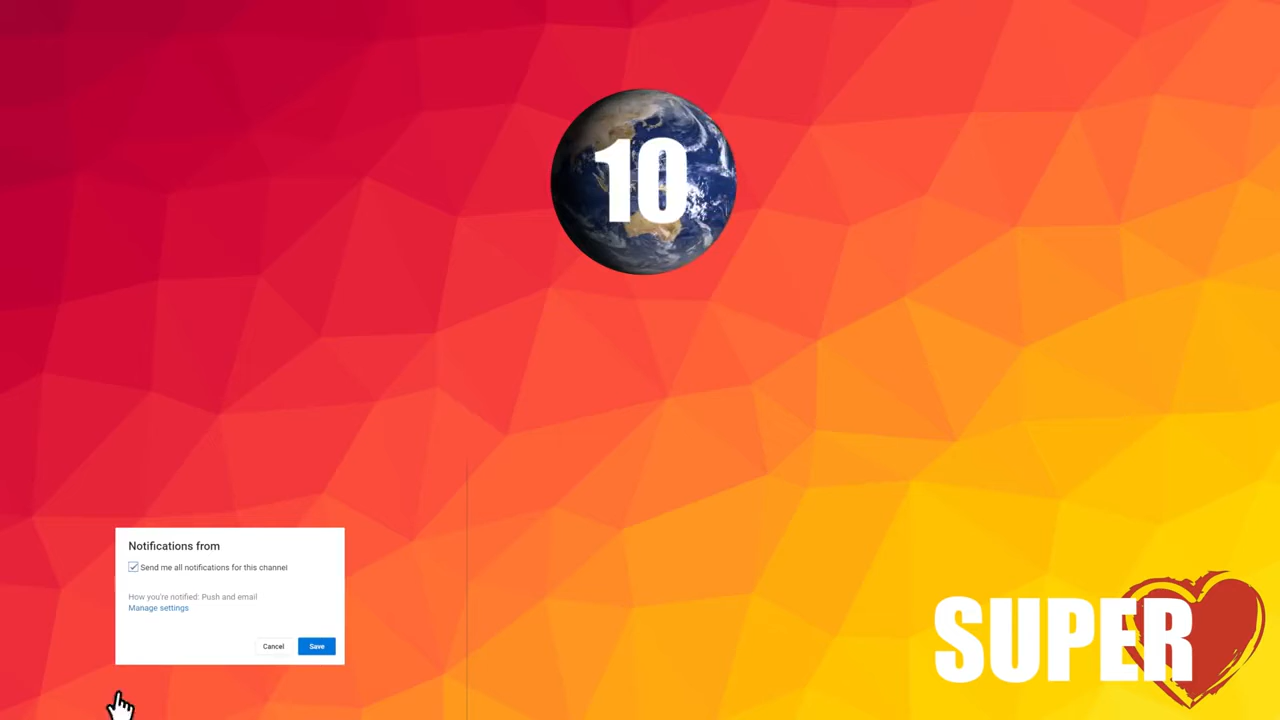 10
Notifications from
Send me all notifications for this channel
How you're notified: Push and email
Manage settings
Cancel
Save
SUPER